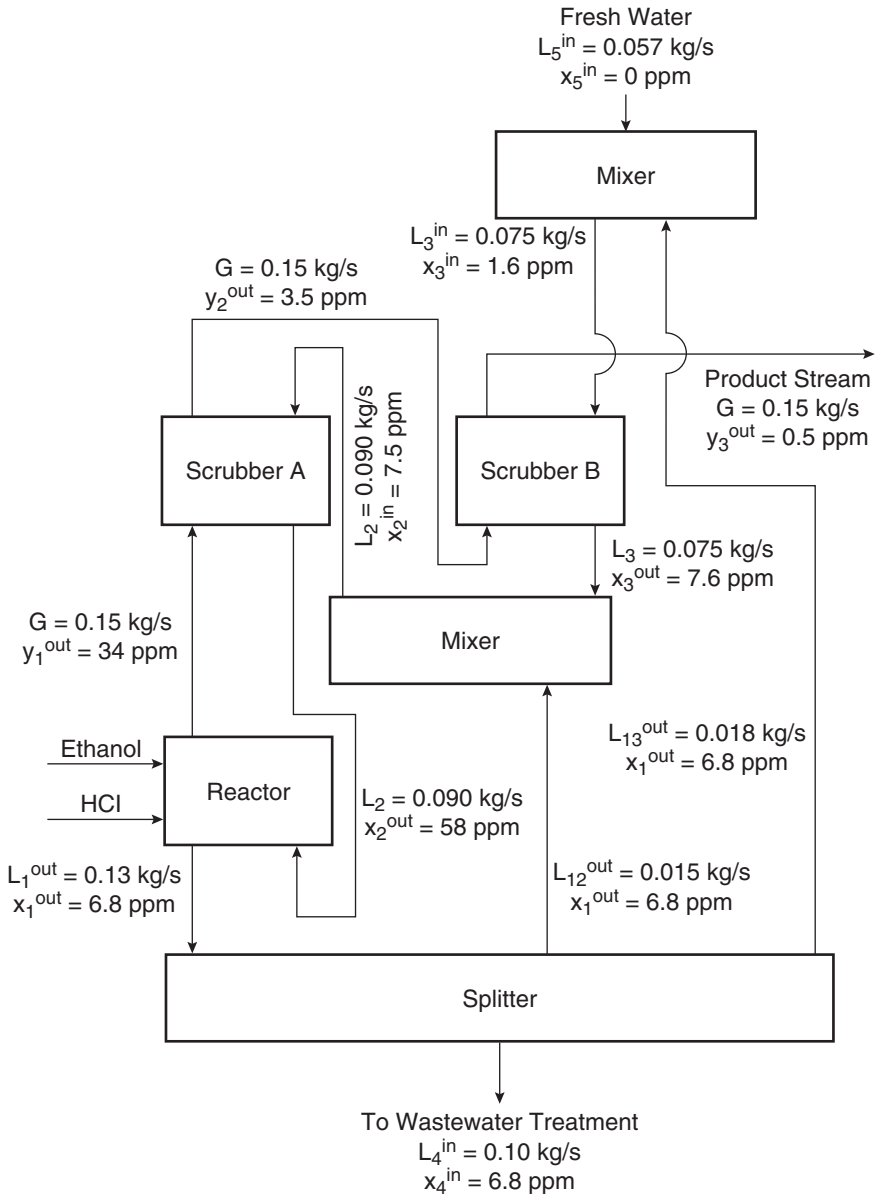 Fresh Water
L₅ⁱⁿ = 0.057 kg/s
x₅ⁱⁿ = 0 ppm
Mixer
L₃ⁱⁿ = 0.075 kg/s
x₃ⁱⁿ = 1.6 ppm
G = 0.15 kg/s
y₂ᵒᵘᵗ = 3.5 ppm
Scrubber A
L₂ = 0.090 kg/s
x₂ⁱⁿ = 7.5 ppm
Scrubber B
Product Stream
G = 0.15 kg/s
y₃ᵒᵘᵗ = 0.5 ppm
L₃ = 0.075 kg/s
x₃ᵒᵘᵗ = 7.6 ppm
G = 0.15 kg/s
y₁ᵒᵘᵗ = 34 ppm
Mixer
Ethanol
HCl
Reactor
L₂ = 0.090 kg/s
x₂ᵒᵘᵗ = 58 ppm
L₁₃ᵒᵘᵗ = 0.018 kg/s
x₁ᵒᵘᵗ = 6.8 ppm
L₁ᵒᵘᵗ = 0.13 kg/s
x₁ᵒᵘᵗ = 6.8 ppm
L₁₂ᵒᵘᵗ = 0.015 kg/s
x₁ᵒᵘᵗ = 6.8 ppm
Splitter
To Wastewater Treatment
L₄ⁱⁿ = 0.10 kg/s
x₄ⁱⁿ = 6.8 ppm